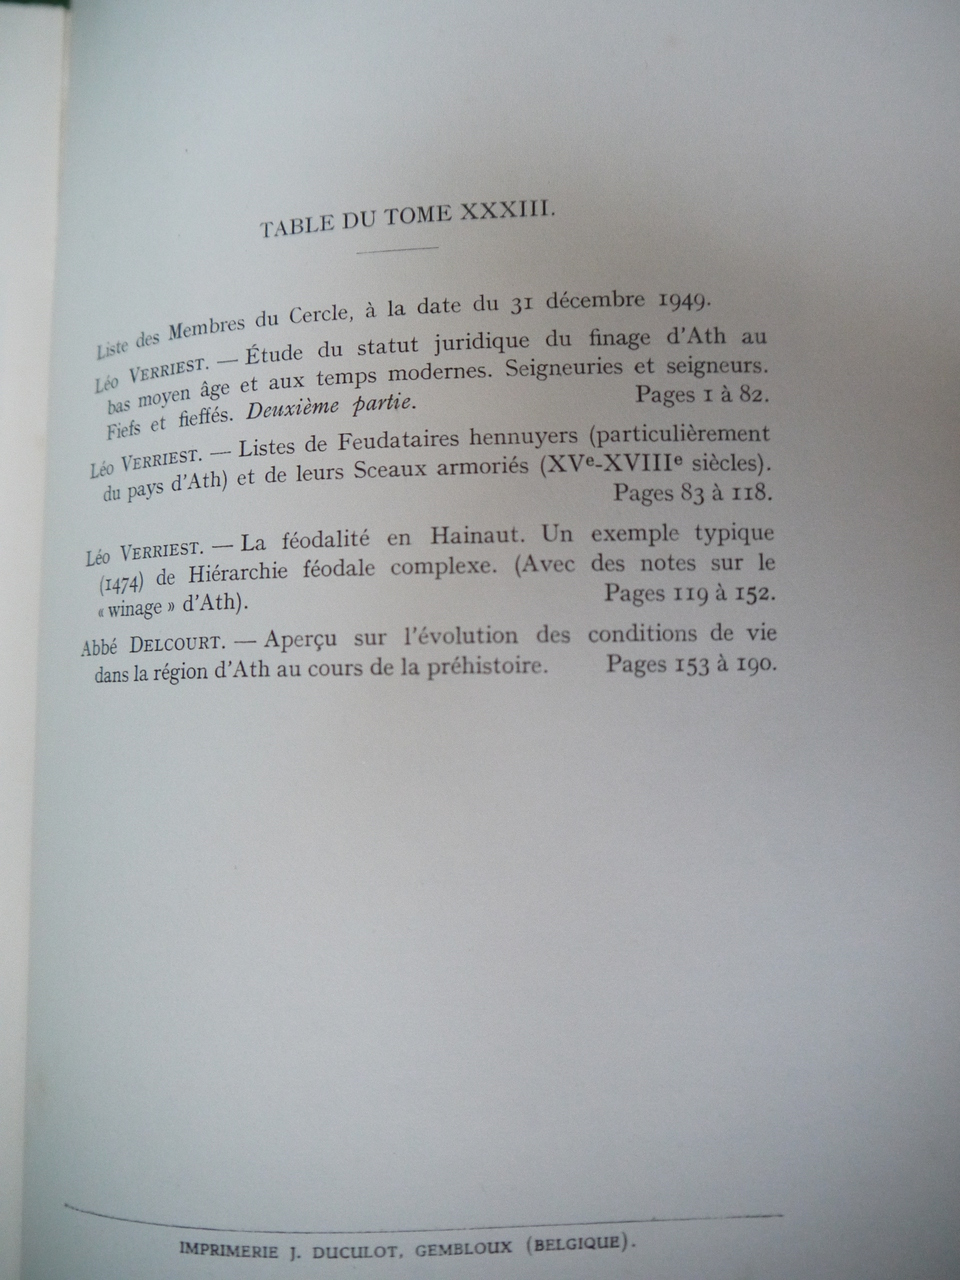 TABLE DU TOME XXXIII.
Liste des Membres du Cercle, à la date du 31 décembre 1949.
Léo VERRIEST. — Étude du statut juridique du finage d'Ath au
bas moyen âge et aux temps modernes. Seigneuries et seigneurs.
Fiefs et fieffés. Deuxième partie. Pages 1 à 82.
Léo VERRIEST. — Listes de Feudataires hennuyers (particulièrement
du pays d'Ath) et de leurs Sceaux armoriés (XVe-XVIIIe siècles).
Pages 83 à 118.
Léo VERRIEST. — La féodalité en Hainaut. Un exemple typique
(1474) de Hiérarchie féodale complexe. (Avec des notes sur le
« winage » d'Ath). Pages 119 à 152.
Abbé DELCOURT. — Aperçu sur l'évolution des conditions de vie
dans la région d'Ath au cours de la préhistoire. Pages 153 à 190.
IMPRIMERIE J. DUCULOT, GEMBLOUX (BELGIQUE).